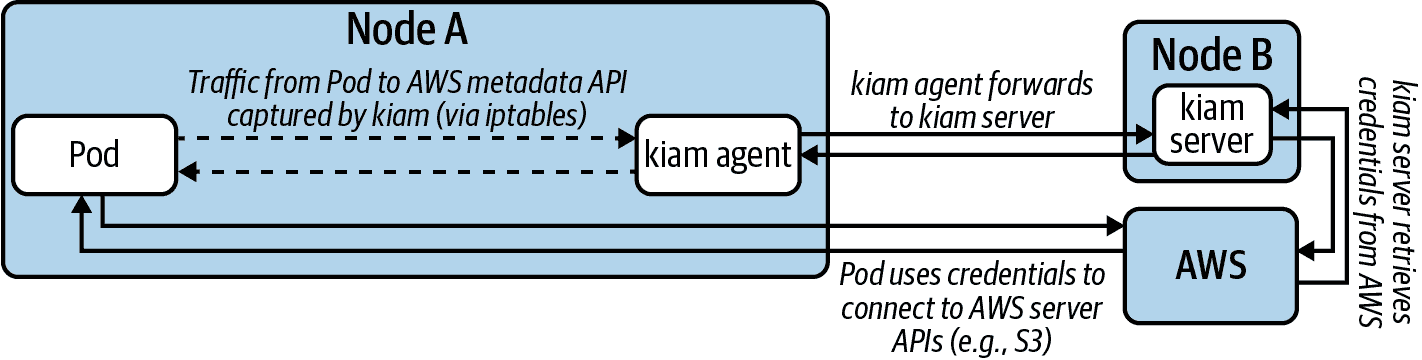 Node A
Traffic from Pod to AWS metadata API
captured by kiam (via iptables)
Pod
kiam agent
kiam agent forwards
to kiam server
Node B
kiam
server
kiam server retrieves
credentials from AWS
AWS
Pod uses credentials to
connect to AWS server
APIs (e.g., S3)